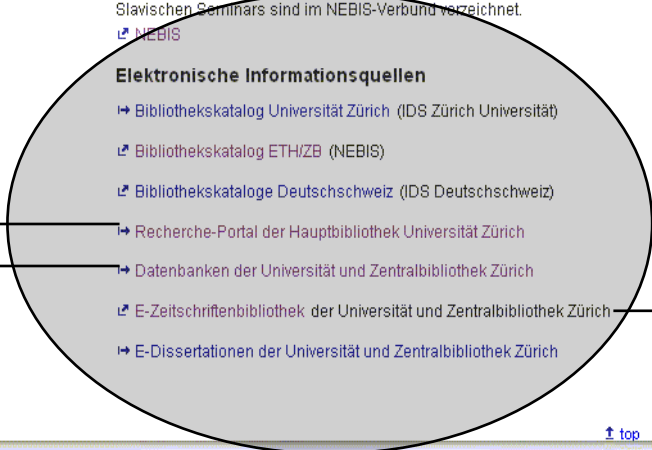 Slavischen Seminars sind im NEBIS-Verbund verzeichnet.
NEBIS
Elektronische Informationsquellen
Bibliothekskatalog Universität Zürich (IDS Zürich Universität)
Bibliothekskatalog ETH/ZB (NEBIS)
Bibliothekskataloge Deutschschweiz (IDS Deutschschweiz)
Recherche-Portal der Hauptbibliothek Universität Zürich
Datenbanken der Universität und Zentralbibliothek Zürich
E-Zeitschriftenbibliothek der Universität und Zentralbibliothek Zürich
E-Dissertationen der Universität und Zentralbibliothek Zürich
top